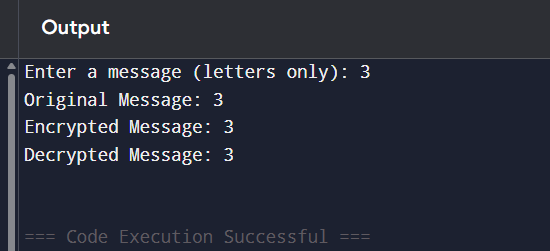 Output
Enter a message (letters only): 3
Original Message: 3
Encrypted Message: 3
Decrypted Message: 3
=== Code Execution Successful ===